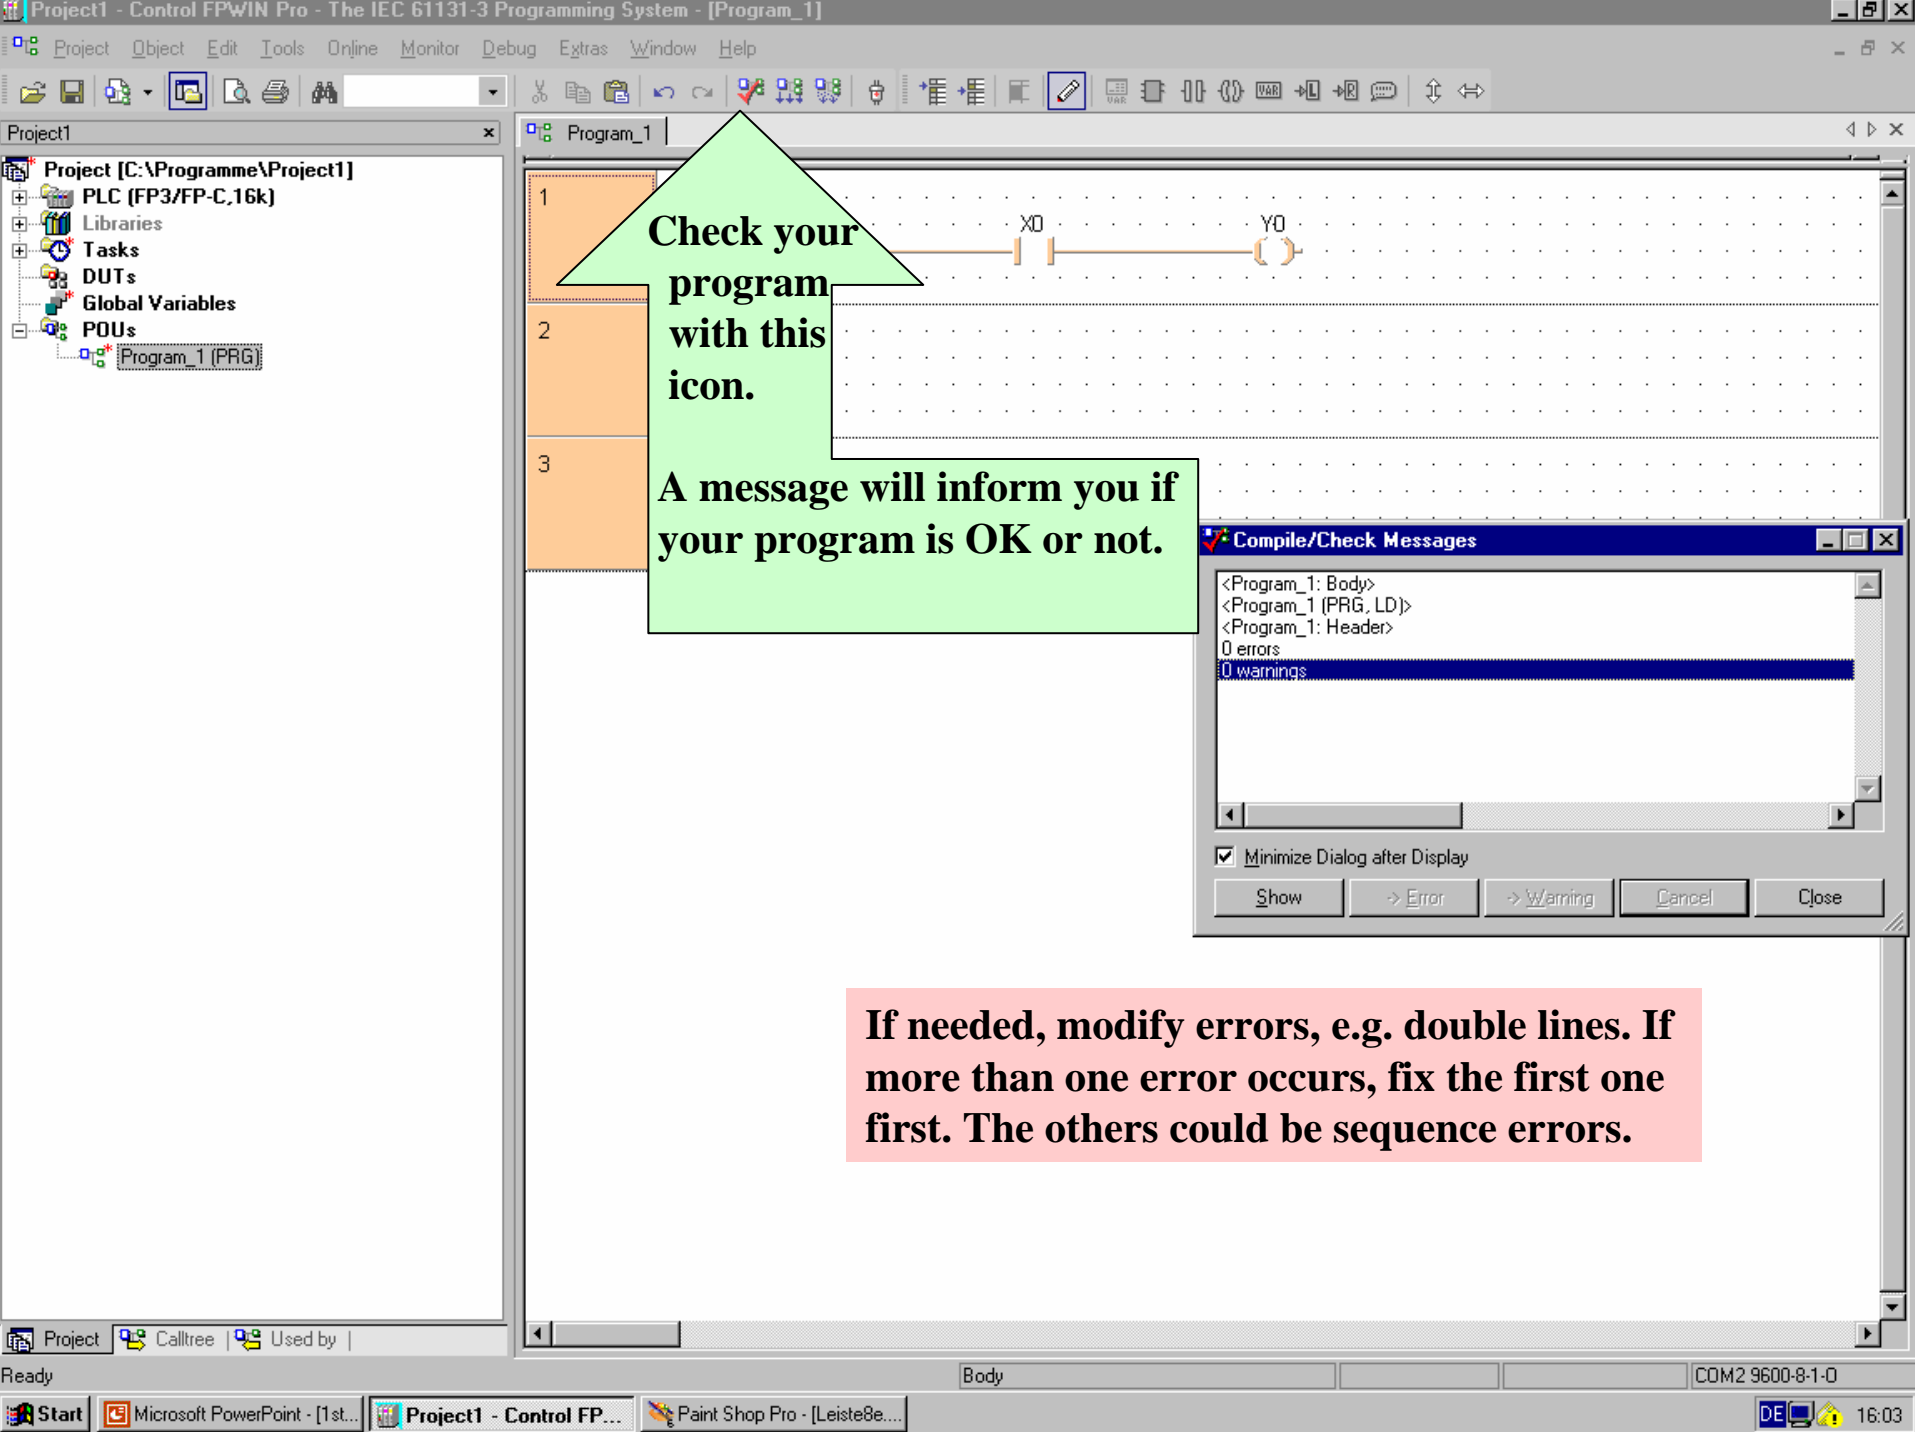 Project1 - Control FPWIN Pro - The IEC 61131-3 Programming System - [Program_1]
Project Object Edit Tools Online Monitor Debug Extras Window Help
VAR VAR L R
Project1
Program_1
Project [C:\Programme\Project1]
PLC (FP3/FP-C,16k)
Libraries
Tasks
DUTs
Global Variables
POUs
Program_1 (PRG)
1
X0 Y0
2
3
Check your
program
with this
icon.
A message will inform you if
your program is OK or not.
Compile/Check Messages
<Program_1: Body>
<Program_1 (PRG, LD)>
<Program_1: Header>
0 errors
0 warnings
Minimize Dialog after Display
Show -> Error -> Warning Cancel Close
If needed, modify errors, e.g. double lines. If
more than one error occurs, fix the first one
first. The others could be sequence errors.
Project Calltree Used by
Ready Body COM2 9600-8-1-O
Start Microsoft PowerPoint - [1st... Project1 - Control FP... Paint Shop Pro - [Leiste8e.... DE 16:03